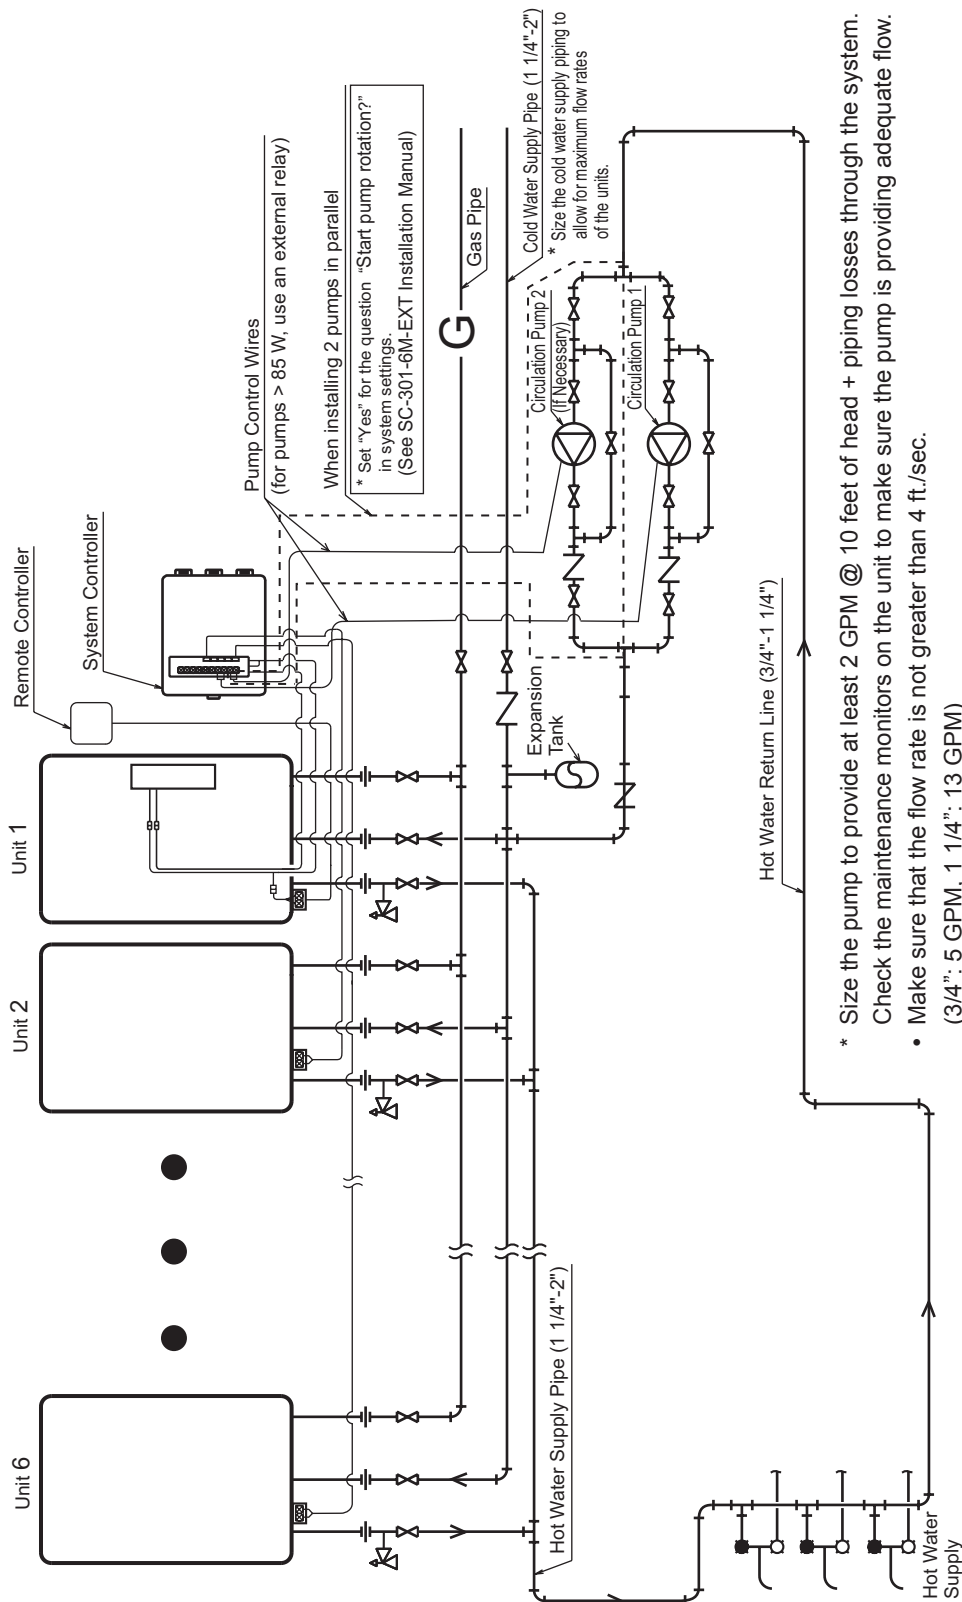 Remote Controller
System Controller
Pump Control Wires
(for pumps > 85 W, use an external relay)
When installing 2 pumps in parallel
* Set “Yes” for the question “Start pump rotation?”
in system settings.
(See SC-301-6M-EXT Installation Manual)
Unit 6
Unit 2
Unit 1
G
Gas Pipe
Cold Water Supply Pipe (1 1/4"-2")
* Size the cold water supply piping to
allow for maximum flow rates
of the units.
Expansion
Tank
Circulation Pump 2
(If Necessary)
Circulation Pump 1
Hot Water Supply Pipe (1 1/4"-2")
Hot Water Return Line (3/4"-1 1/4")
Hot Water
Supply
* Size the pump to provide at least 2 GPM @ 10 feet of head + piping losses through the system.
Check the maintenance monitors on the unit to make sure the pump is providing adequate flow.
• Make sure that the flow rate is not greater than 4 ft./sec.
(3/4”: 5 GPM, 1 1/4”: 13 GPM)